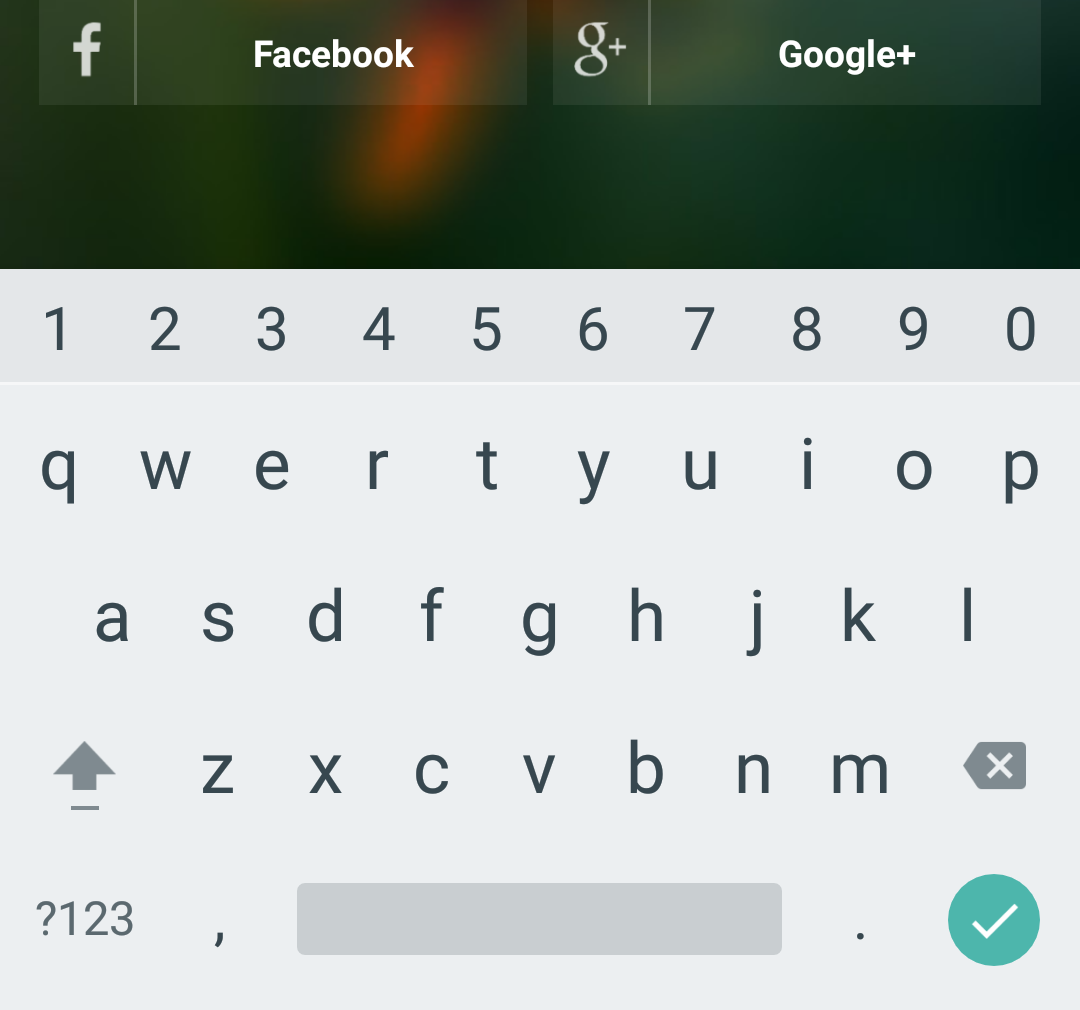 f Facebook g+ Google+
1 2 3 4 5 6 7 8 9 0
q w e r t y u i o p
a s d f g h j k l
z x c v b n m
?123 , .